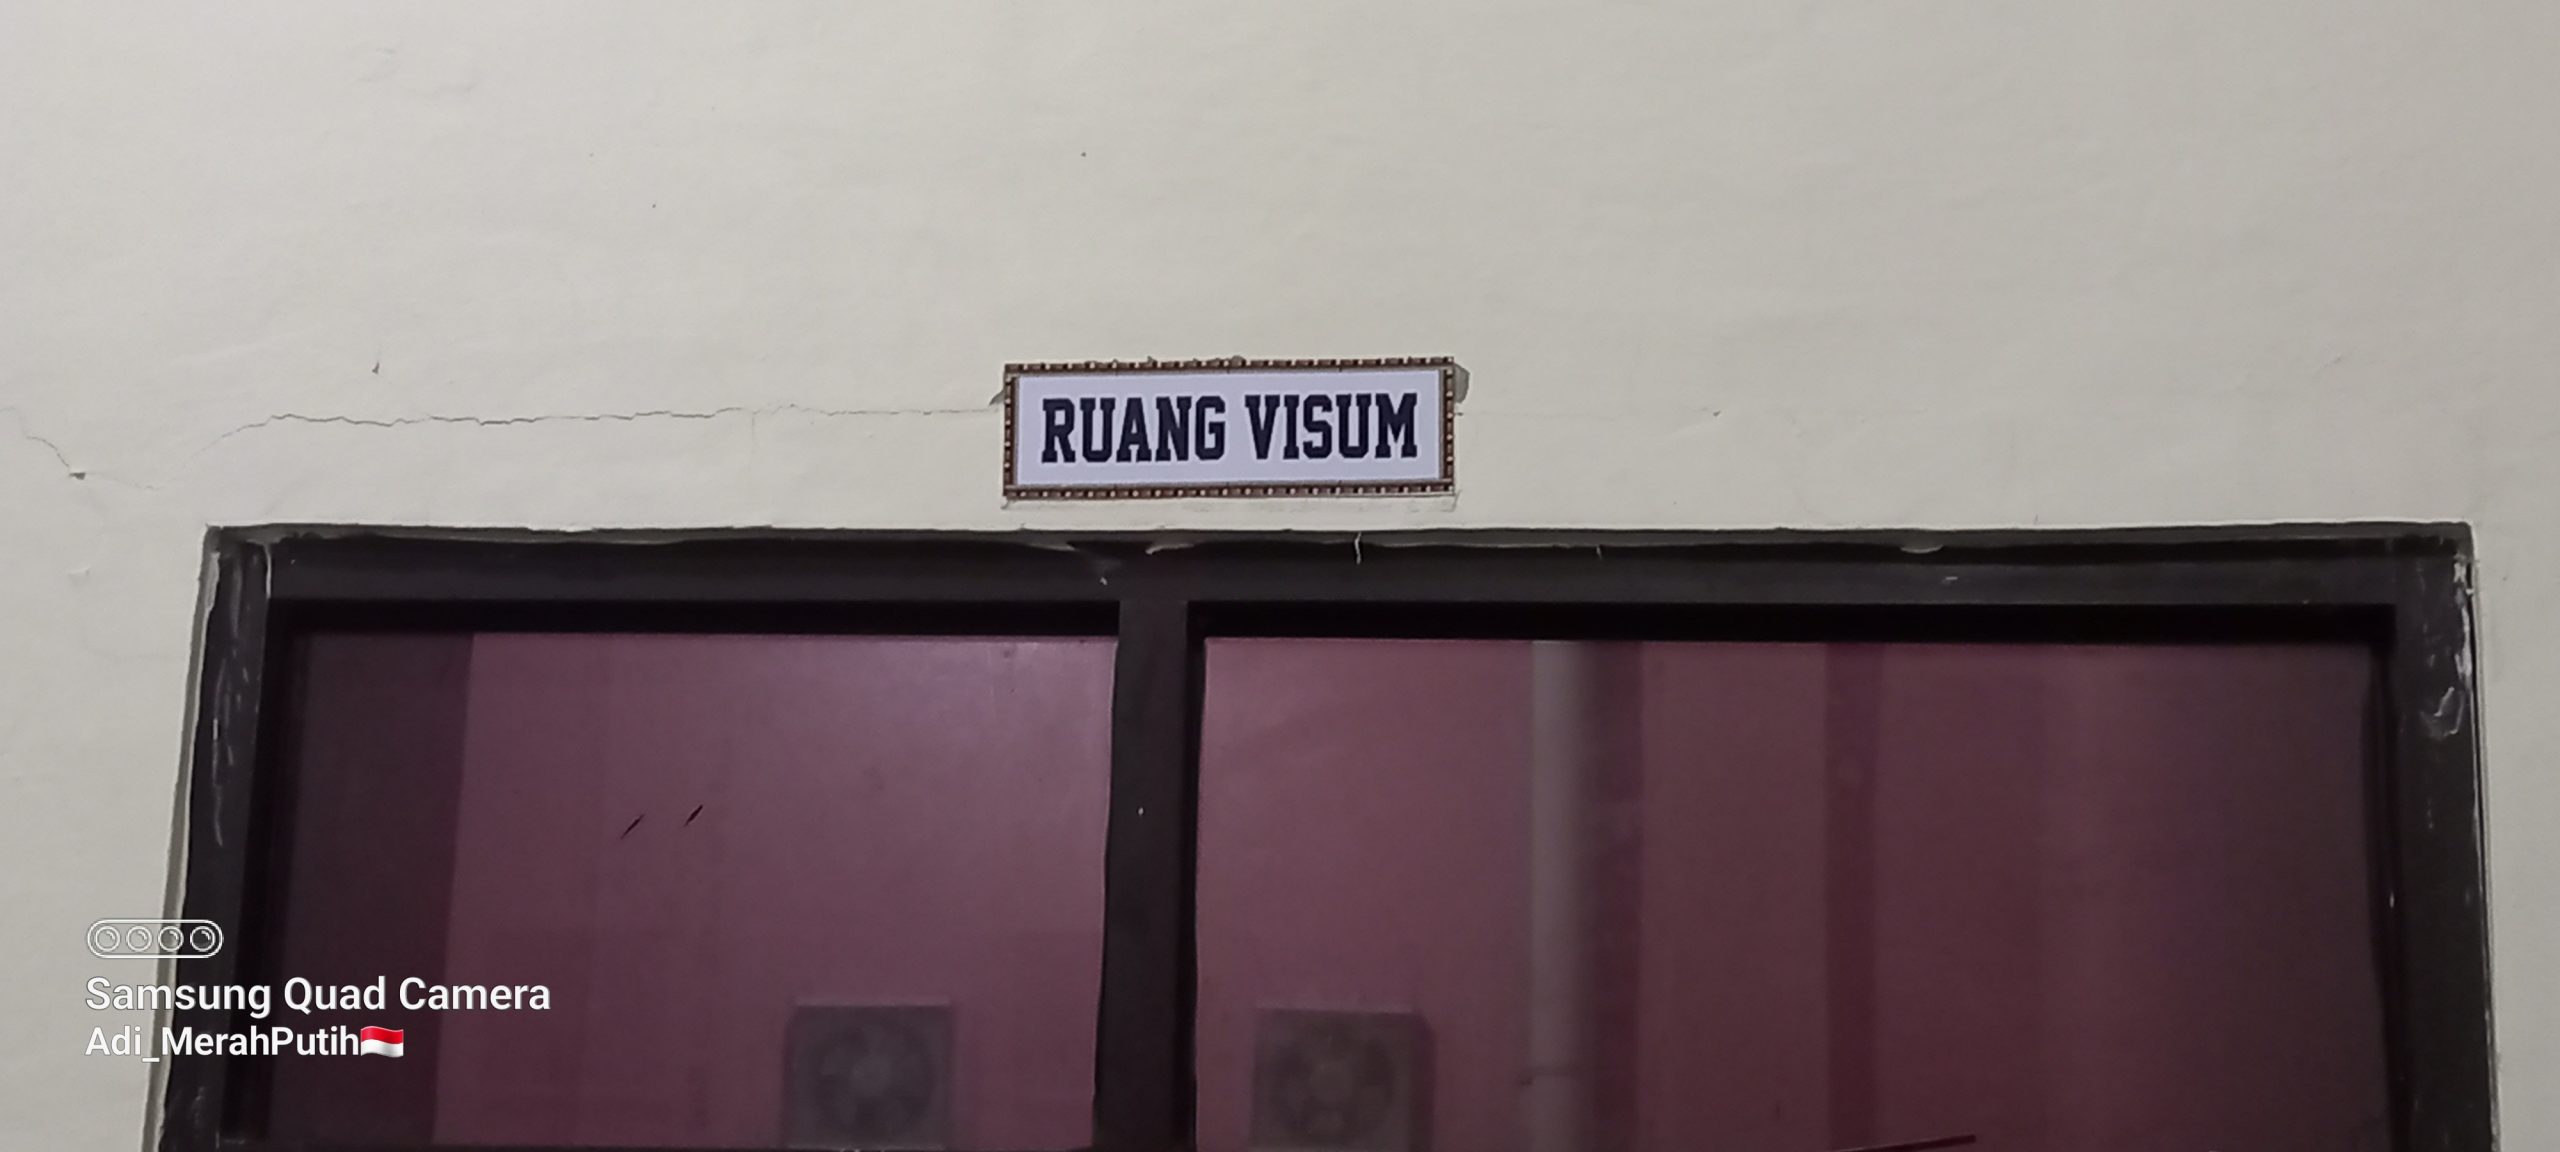 RUANG VISUM
Samsung Quad Camera
Adi_MerahPutih🇮🇩